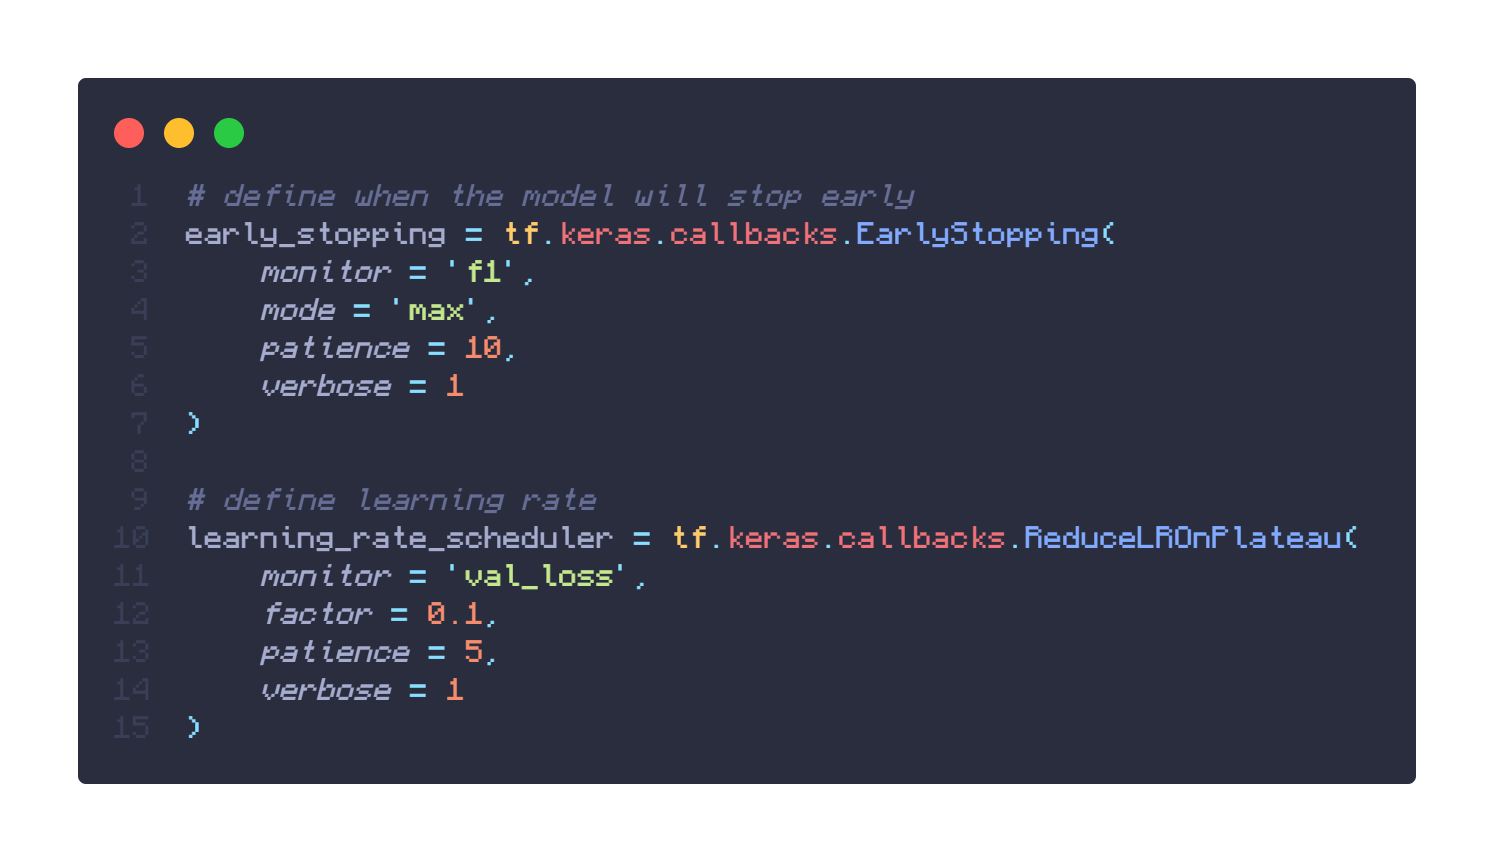 1 # define when the model will stop early
2 early_stopping = tf.keras.callbacks.EarlyStopping(
3     monitor = 'f1',
4     mode = 'max',
5     patience = 10,
6     verbose = 1
7 )
8
9 # define learning rate
10 learning_rate_scheduler = tf.keras.callbacks.ReduceLROnPlateau(
11     monitor = 'val_loss',
12     factor = 0.1,
13     patience = 5,
14     verbose = 1
15 )